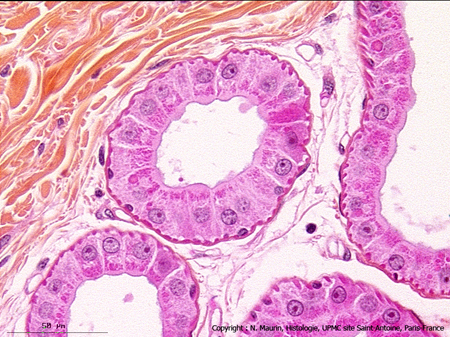 50 µm
Copyright : N. Maurin, Histologie, UPMC site Saint Antoine, Paris-France